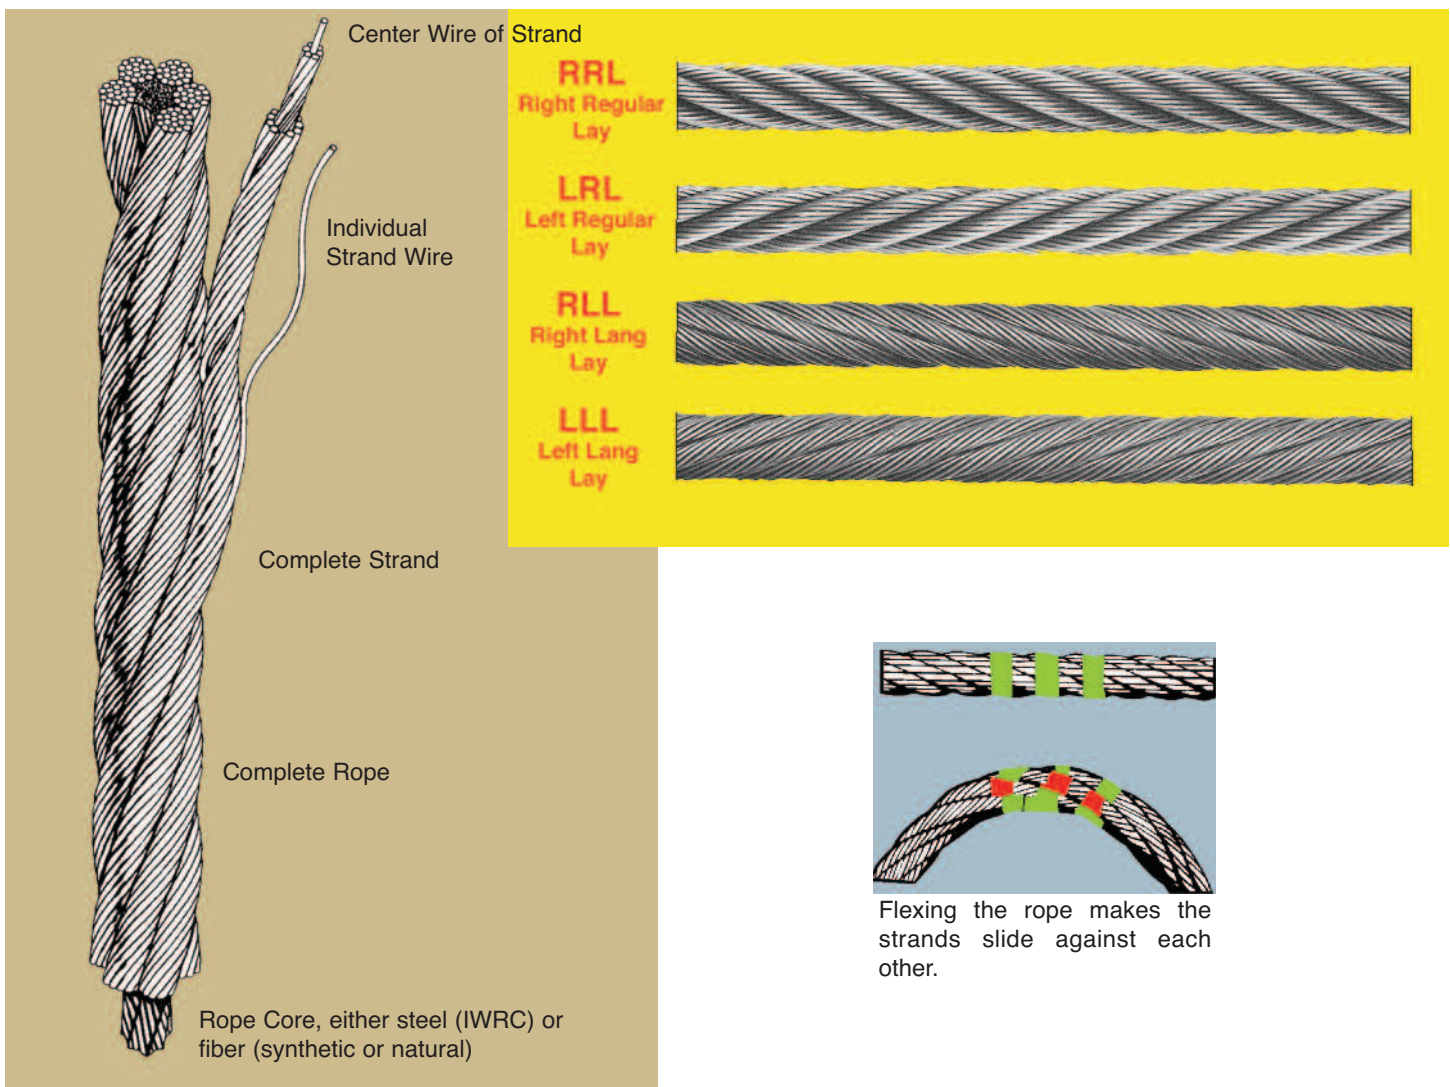 Center Wire of Strand
Individual
Strand Wire
Complete Strand
Complete Rope
Rope Core, either steel (IWRC) or
fiber (synthetic or natural)
RRL
Right Regular
Lay
LRL
Left Regular
Lay
RLL
Right Lang
Lay
LLL
Left Lang
Lay
Flexing the rope makes the
strands slide against each
other.